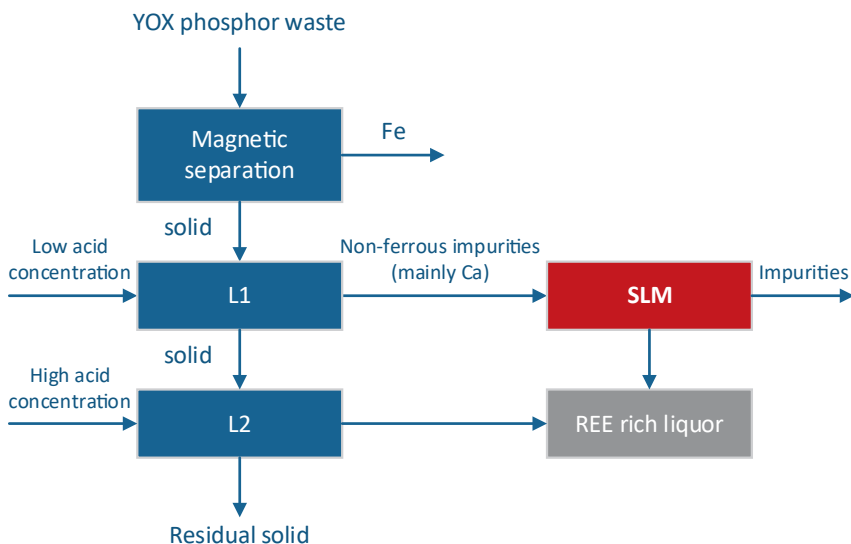 YOX phosphor waste
Magnetic
separation
Fe
solid
Low acid
concentration
L1
Non-ferrous impurities
(mainly Ca)
SLM
Impurities
solid
High acid
concentration
L2
REE rich liquor
Residual solid